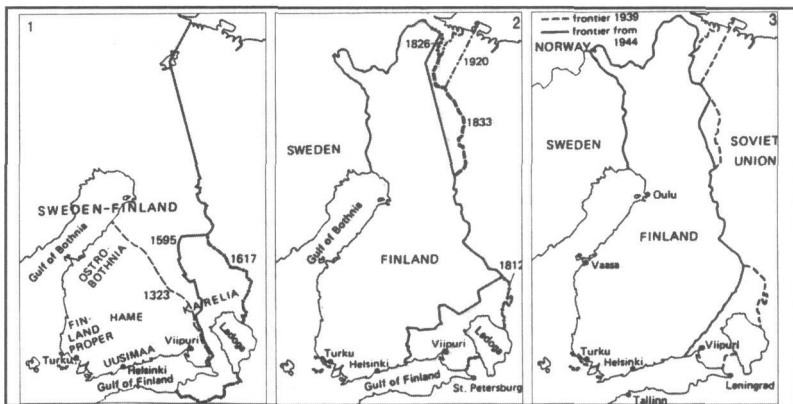 1
SWEDEN-FINLAND
Gulf of Bothnia
OSTRO-
BOTHNIA
1595
1617
1323
KARELIA
HAME
FIN-
LAND
PROPER
Ladoga
Viipuri
Turku
UUSIMAA
Helsinki
Gulf of Finland
2
1826
1920
1833
SWEDEN
Gulf of Bothnia
FINLAND
1812
Ladoga
Viipuri
Turku
Helsinki
Gulf of Finland
St. Petersburg
3
frontier 1939
frontier from
1944
NORWAY
SWEDEN
SOVIET
UNION
Oulu
FINLAND
Vaasa
Turku
Viipuri
Helsinki
Leningrad
Tallinn